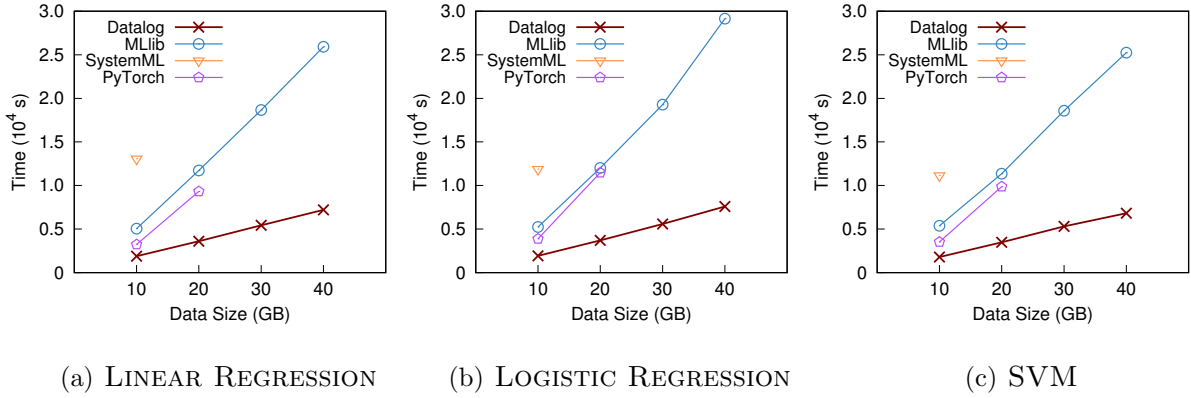 3.0
2.5
2.0
1.5
1.0
0.5
0
Time (10^4 s)
Datalog
MLlib
SystemML
PyTorch
10 20 30 40
Data Size (GB)
(a) LINEAR REGRESSION
3.0
2.5
2.0
1.5
1.0
0.5
0
Time (10^4 s)
Datalog
MLlib
SystemML
PyTorch
10 20 30 40
Data Size (GB)
(b) LOGISTIC REGRESSION
3.0
2.5
2.0
1.5
1.0
0.5
0
Time (10^4 s)
Datalog
MLlib
SystemML
PyTorch
10 20 30 40
Data Size (GB)
(c) SVM